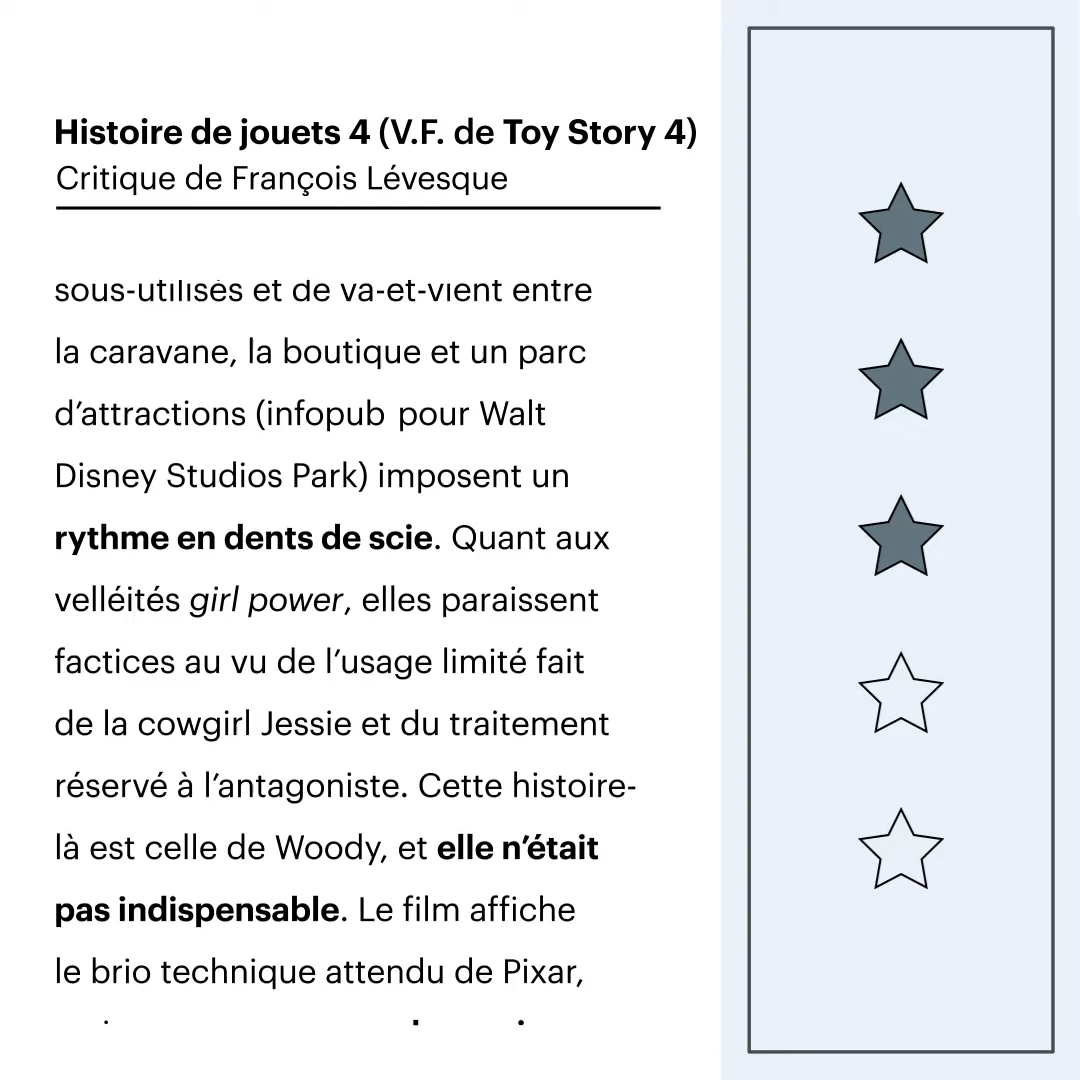 Histoire de jouets 4 (V.F. de Toy Story 4)
Critique de François Lévesque
sous-utilisés et de va-et-vient entre
la caravane, la boutique et un parc
d’attractions (infopub pour Walt
Disney Studios Park) imposent un
rythme en dents de scie. Quant aux
velléités girl power, elles paraissent
factices au vu de l’usage limité fait
de la cowgirl Jessie et du traitement
réservé à l’antagoniste. Cette histoire-
là est celle de Woody, et elle n’était
pas indispensable. Le film affiche
le brio technique attendu de Pixar,